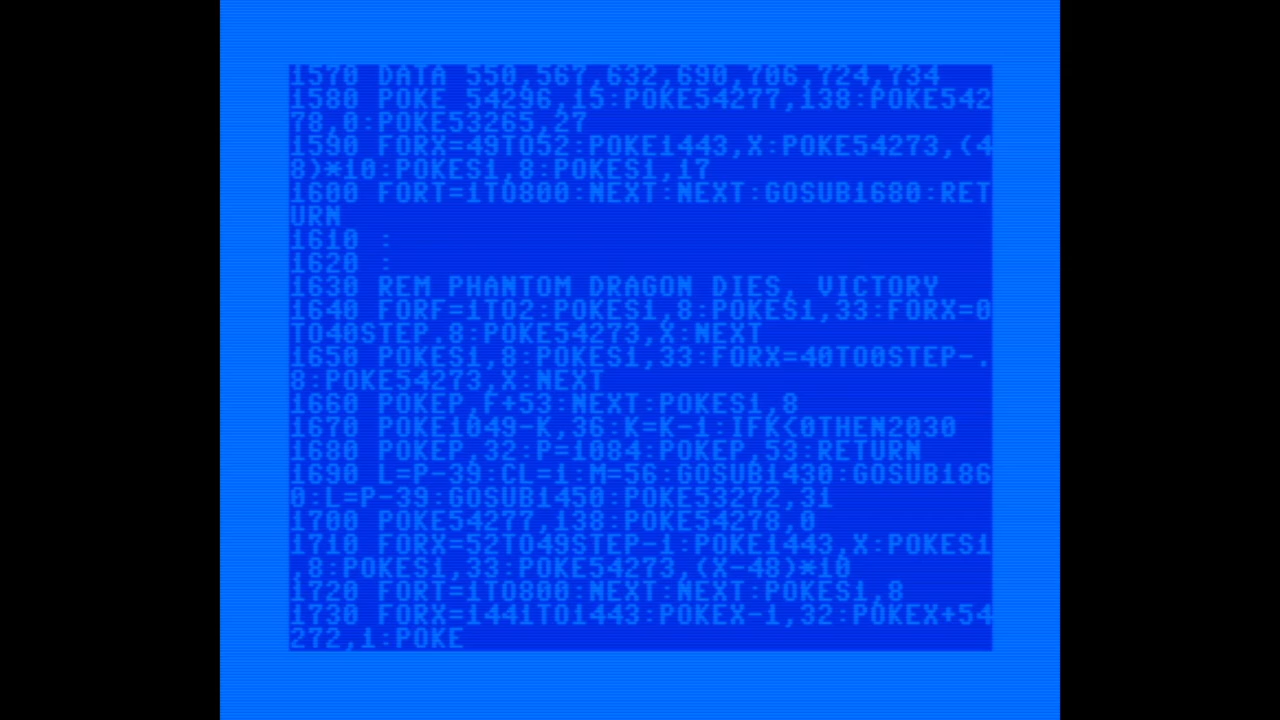 1570 DATA 550,567,632,690,706,724,734
1580 POKE 54296,15:POKE54277,138:POKE542
78,0:POKE53265,27
1590 FORX=49TO52:POKE1443,X:POKE54273,(4
8)*10:POKES1,8:POKES1,17
1600 FORT=1TO800:NEXT:NEXT:GOSUB1680:RET
URN
1610 :
1620 :
1630 REM PHANTOM DRAGON DIES, VICTORY
1640 FORF=1TO2:POKES1,8:POKES1,33:FORX=0
TO40STEP.8:POKE54273,X:NEXT
1650 POKES1,8:POKES1,33:FORX=40TO0STEP-.
8:POKE54273,X:NEXT
1660 POKEP,F+53:NEXT:POKES1,8
1670 POKE1049-K,36:K=K-1:IFK<0THEN2030
1680 POKEP,32:P=1084:POKEP,53:RETURN
1690 L=P-39:CL=1:M=56:GOSUB1430:GOSUB186
0:L=P-39:GOSUB1450:POKE53272,31
1700 POKE54277,138:POKE54278,0
1710 FORX=52TO49STEP-1:POKE1443,X:POKES1
,8:POKES1,33:POKE54273,(X-48)*10
1720 FORT=1TO800:NEXT:NEXT:POKES1,8
1730 FORX=1441TO1443:POKEX-1,32:POKEX+54
272,1:POKE